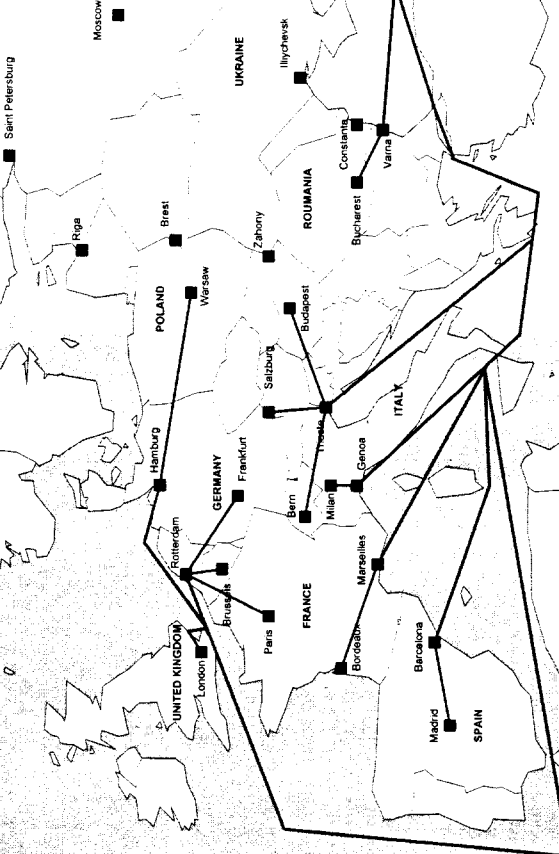 Moscow
Saint Petersburg
UKRAINE
Illychevsk
Riga
Brest
Constanta
Varna
ROUMANIA
Bucharest
Zahony
POLAND
Warsaw
Budapest
Salzburg
ITALY
Trieste
Hamburg
GERMANY
Frankfurt
Bern
Milan
Genoa
Rotterdam
Brussels
Paris
FRANCE
Marseilles
UNITED KINGDOM
London
Bordeaux
Barcelona
Madrid
SPAIN